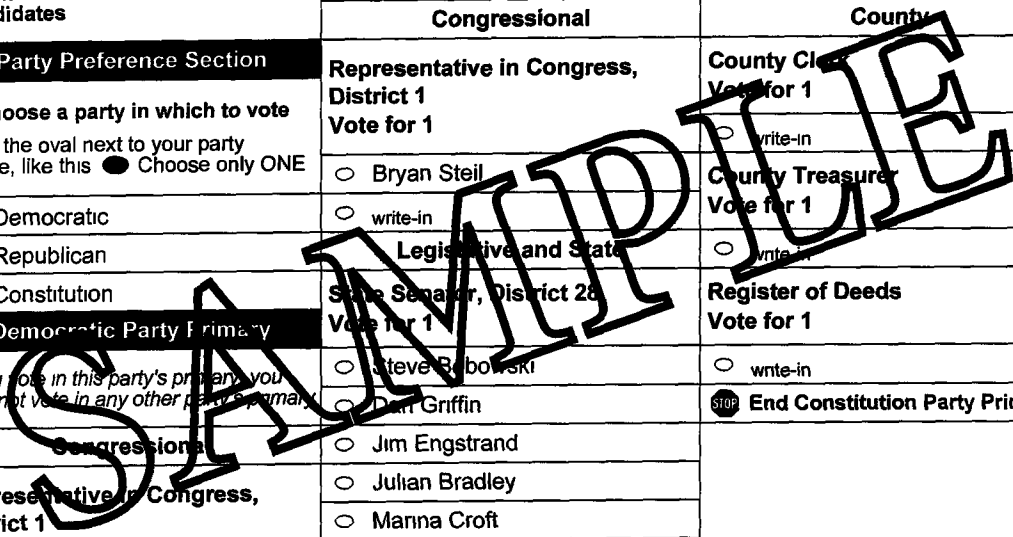 didates
Party Preference Section
oose a party in which to vote
the oval next to your party
e, like this Choose only ONE
Democratic
Republican
Constitution
Democratic Party Primary
vote in this party's primary, you
not vote in any other party's primary
Congressional
Representative in Congress,
rict 1
Congressional
Representative in Congress,
District 1
Vote for 1
Bryan Steil
write-in
Legislative and State
State Senator, District 28
Vote for 1
Steve Bobowski
Dan Griffin
Jim Engstrand
Julian Bradley
Marina Croft
County
County Clerk
Vote for 1
write-in
County Treasurer
Vote for 1
write-in
Register of Deeds
Vote for 1
write-in
STOP End Constitution Party Pri
SAMPLE